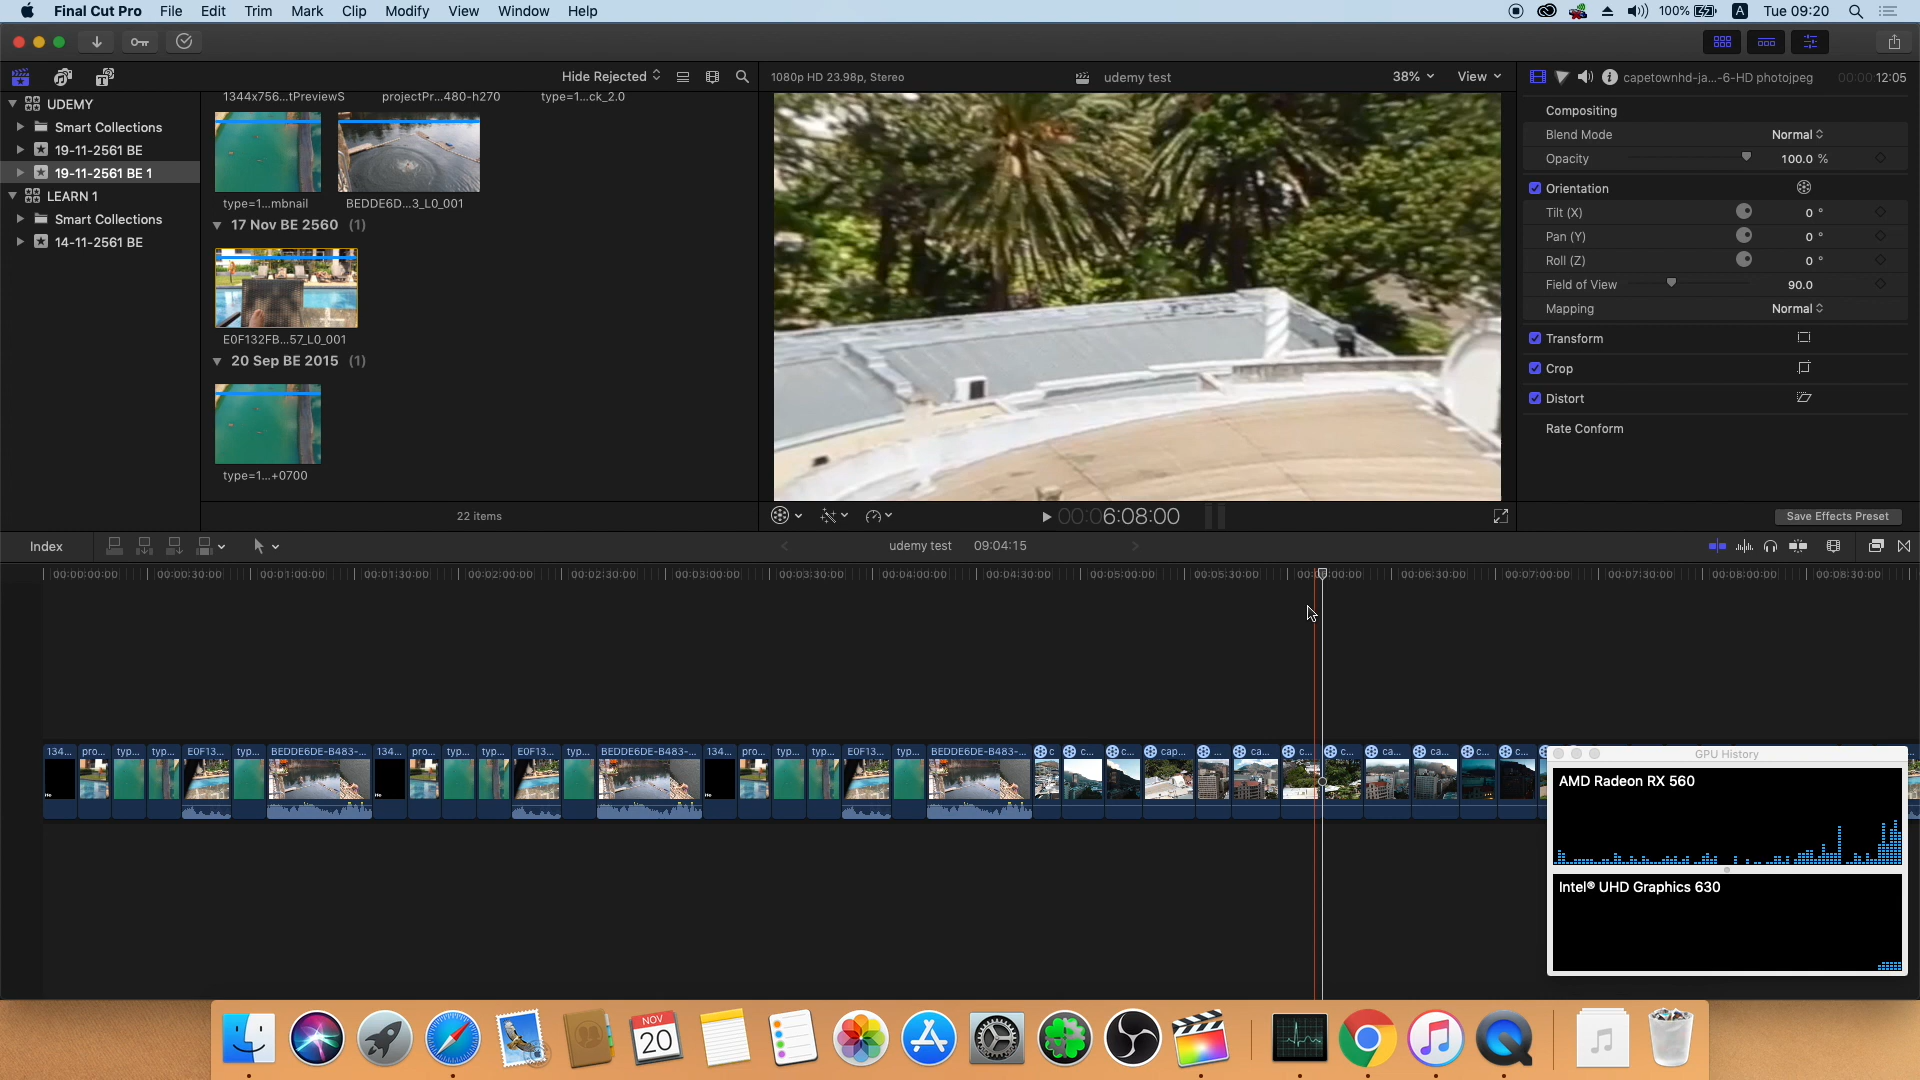 Final Cut Pro File Edit Trim Mark Clip Modify View Window Help 100% A Tue 09:20
Hide Rejected 1080p HD 23.98p, Stereo udemy test 38% View capetownhd-ja...-6-HD photojpeg 00:00:12:05
UDEMY
Smart Collections
19-11-2561 BE
19-11-2561 BE 1
LEARN 1
Smart Collections
14-11-2561 BE
1344x756...tPreviewS projectPr...480-h270 type=1...ck_2.0
type=1...mbnail BEDDE6D...3_L0_001
17 Nov BE 2560 (1)
E0F132FB...57_L0_001
20 Sep BE 2015 (1)
type=1...+0700
22 items
00:06:08:00
Compositing
Blend Mode Normal
Opacity 100.0 %
Orientation
Tilt (X) 0 °
Pan (Y) 0 °
Roll (Z) 0 °
Field of View 90.0
Mapping Normal
Transform
Crop
Distort
Rate Conform
Save Effects Preset
Index udemy test 09:04:15
00:00:00:00 00:00:30:00 00:01:00:00 00:01:30:00 00:02:00:00 00:02:30:00 00:03:00:00 00:03:30:00 00:04:00:00 00:04:30:00 00:05:00:00 00:05:30:00 00:06:00:00 00:06:30:00 00:07:00:00 00:07:30:00 00:08:00:00 00:08:30:00
134... pro... typ... typ... E0F13... typ... BEDDE6DE-B483-... 134... pro... typ... typ... E0F13... typ... BEDDE6DE-B483-... 134... pro... typ... typ... E0F13... typ... BEDDE6DE-B483-... c c... c... cap... ... ca... c... c... ca... ca... c... c...
GPU History
AMD Radeon RX 560
Intel® UHD Graphics 630
NOV
20